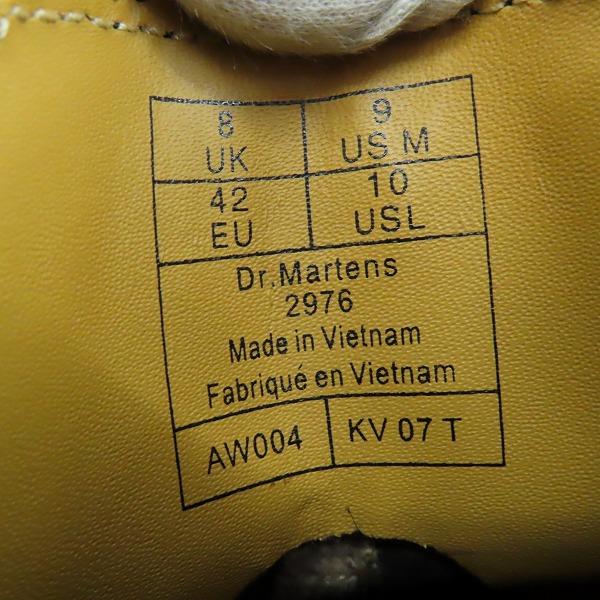 8 UK
9 US M
42 EU
10 USL
Dr.Martens
2976
Made in Vietnam
Fabriqué en Vietnam
AW004
KV 07 T